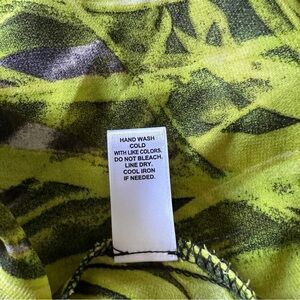 HAND WASH
COLD
WITH LIKE COLORS.
DO NOT BLEACH.
LINE DRY.
COOL IRON
IF NEEDED.